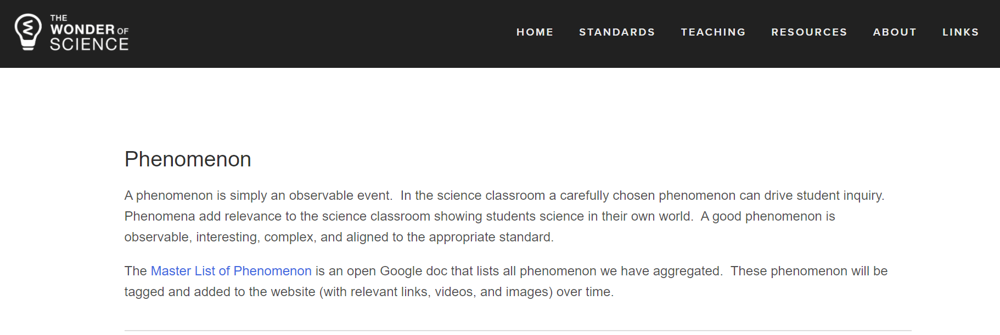 THE
WONDER OF
SCIENCE
HOME STANDARDS TEACHING RESOURCES ABOUT LINKS
Phenomenon
A phenomenon is simply an observable event.  In the science classroom a carefully chosen phenomenon can drive student inquiry.
Phenomena add relevance to the science classroom showing students science in their own world.  A good phenomenon is
observable, interesting, complex, and aligned to the appropriate standard.
The Master List of Phenomenon is an open Google doc that lists all phenomenon we have aggregated.  These phenomenon will be
tagged and added to the website (with relevant links, videos, and images) over time.